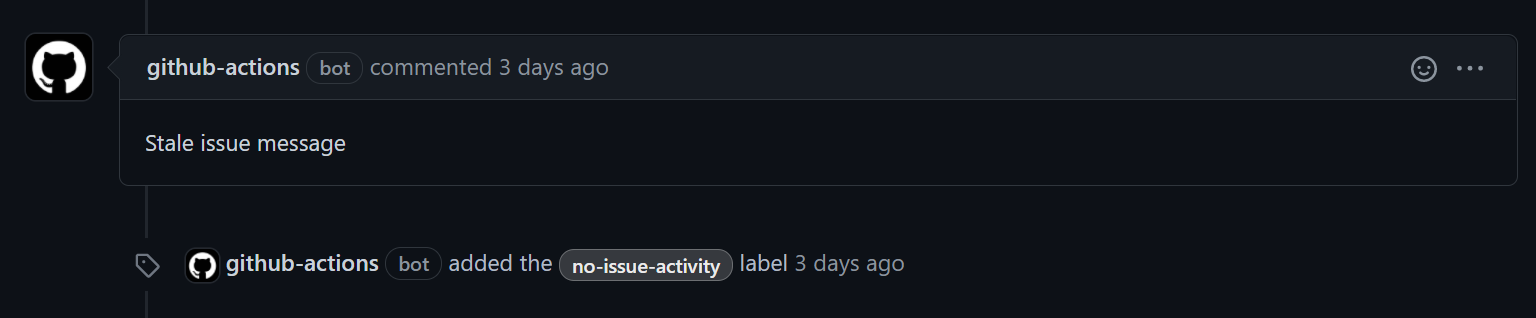 github-actions bot commented 3 days ago
Stale issue message
github-actions bot added the no-issue-activity label 3 days ago